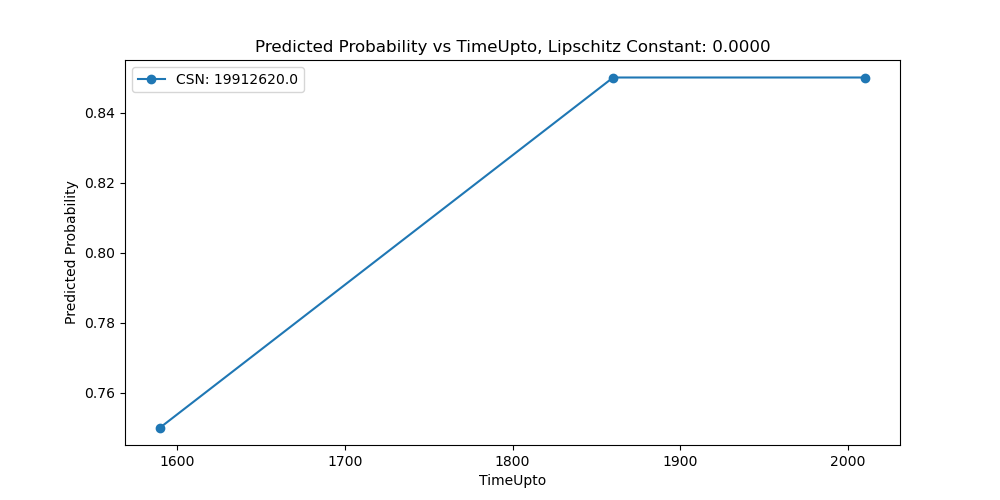 Predicted Probability vs TimeUpto, Lipschitz Constant: 0.0000
CSN: 19912620.0
0.84
0.82
0.80
0.78
0.76
Predicted Probability
1600 1700 1800 1900 2000
TimeUpto